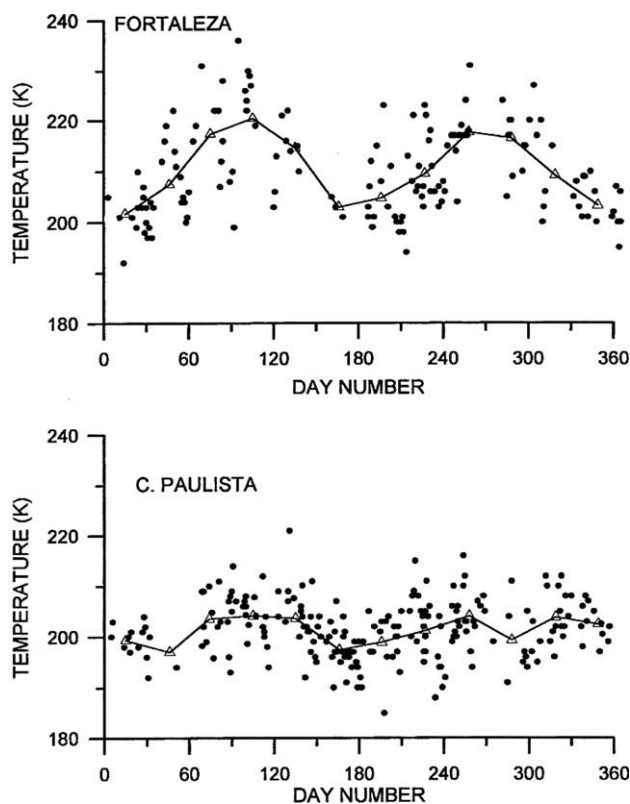 240
FORTALEZA
220
TEMPERATURE (K)
200
180
0 60 120 180 240 300 360
DAY NUMBER
240
C. PAULISTA
220
TEMPERATURE (K)
200
180
0 60 120 180 240 300 360
DAY NUMBER